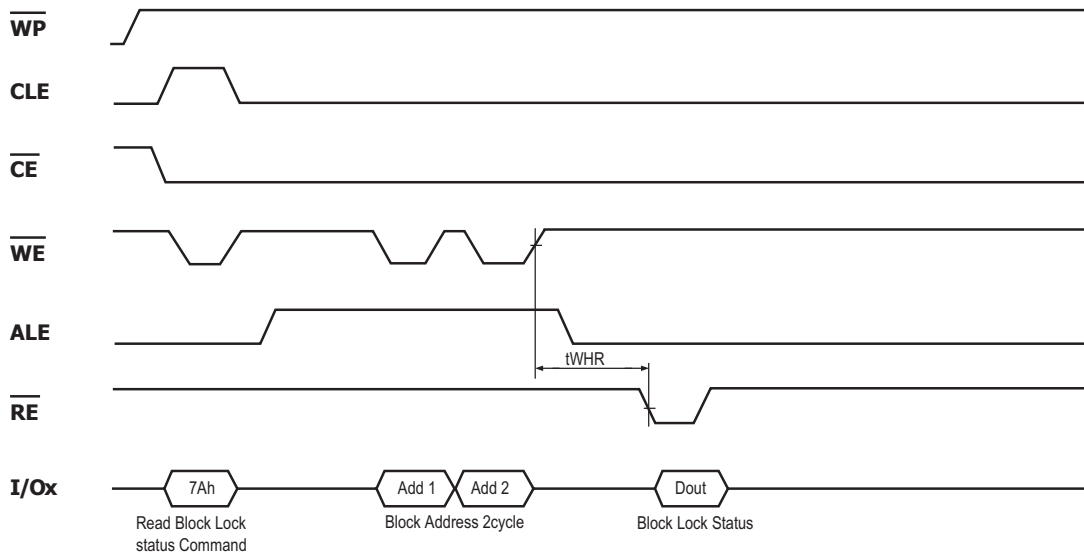 WP
CLE
CE
WE
ALE
tWHR
RE
I/Ox
7Ah
Add 1
Add 2
Dout
Read Block Lock
status Command
Block Address 2cycle
Block Lock Status